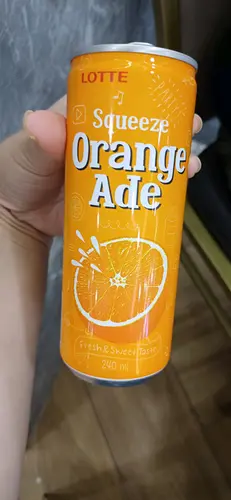 LOTTE
Squeeze
Orange
Ade
Fresh & Sweet Taste
240 ml